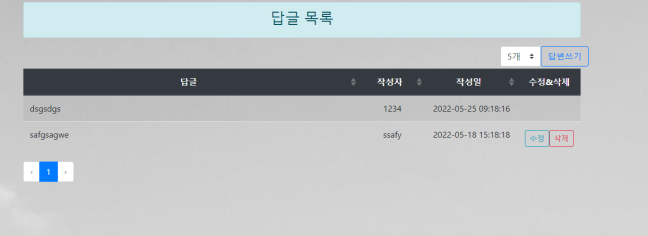 답글 목록
5개 답변쓰기
답글 작성자 작성일 수정&삭제
dsgsdgs 1234 2022-05-25 09:18:16
safgsagwe ssafy 2022-05-18 15:18:18 수정 삭제
‹ 1 ›